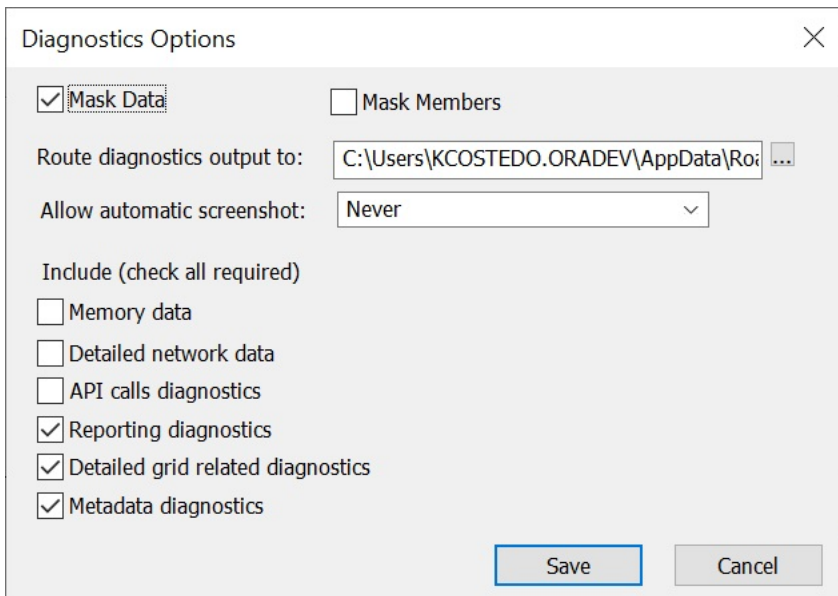 Diagnostics Options
Mask Data Mask Members
Route diagnostics output to: C:\Users\KCOSTEDO.ORADEV\AppData\Roa ...
Allow automatic screenshot: Never
Include (check all required)
Memory data
Detailed network data
API calls diagnostics
Reporting diagnostics
Detailed grid related diagnostics
Metadata diagnostics
Save Cancel